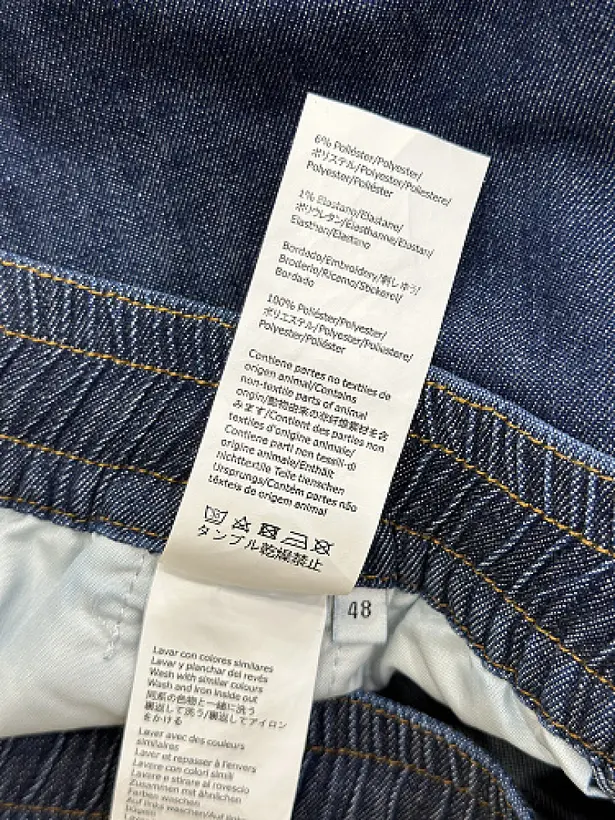 6% Poliéster/Polyester/
ポリステル/Polyester/Poliestere/
Polyester/Poliéster
1% Elastano/Elastane/
ポリウレタン/Élasthanne/Elastan/
Elasthan/Elastano
Bordado/Embroidery/刺しゅう/
Broderie/Ricamo/Stickerei/
Bordado
100% Poliéster/Polyester/
ポリエステル/Polyester/Poliestere/
Polyester/Poliéster
Contiene partes no textiles de
origen animal/Contains
non-textile parts of animal
origin/動物由来の非繊維素材を含
みます/Contient des parties non
textiles d'origine animale/
Contiene parti non tessili di
origine animale/Enthält
nichttextile Teile tierischen
Ursprungs/Contém partes não
têxteis de origem animal
タンブル乾燥禁止
48
Lavar con colores similares
Lavar y planchar del revés
Wash with similar colours
Wash and iron inside out
同系の色物と一緒に洗う
裏返して洗う/裏返してアイロン
をかける
Laver avec des couleurs
similaires
Laver et repasser à l'envers
Lavare con colori simili
Lavare e stirare al rovescio
Zusammen mit ähnlichen
Farben waschen
Auf links waschen/Auf links
bügeln